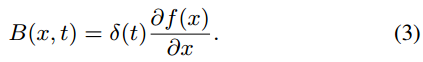 B(x, t) = δ(t) ∂f(x)/∂x. (3)